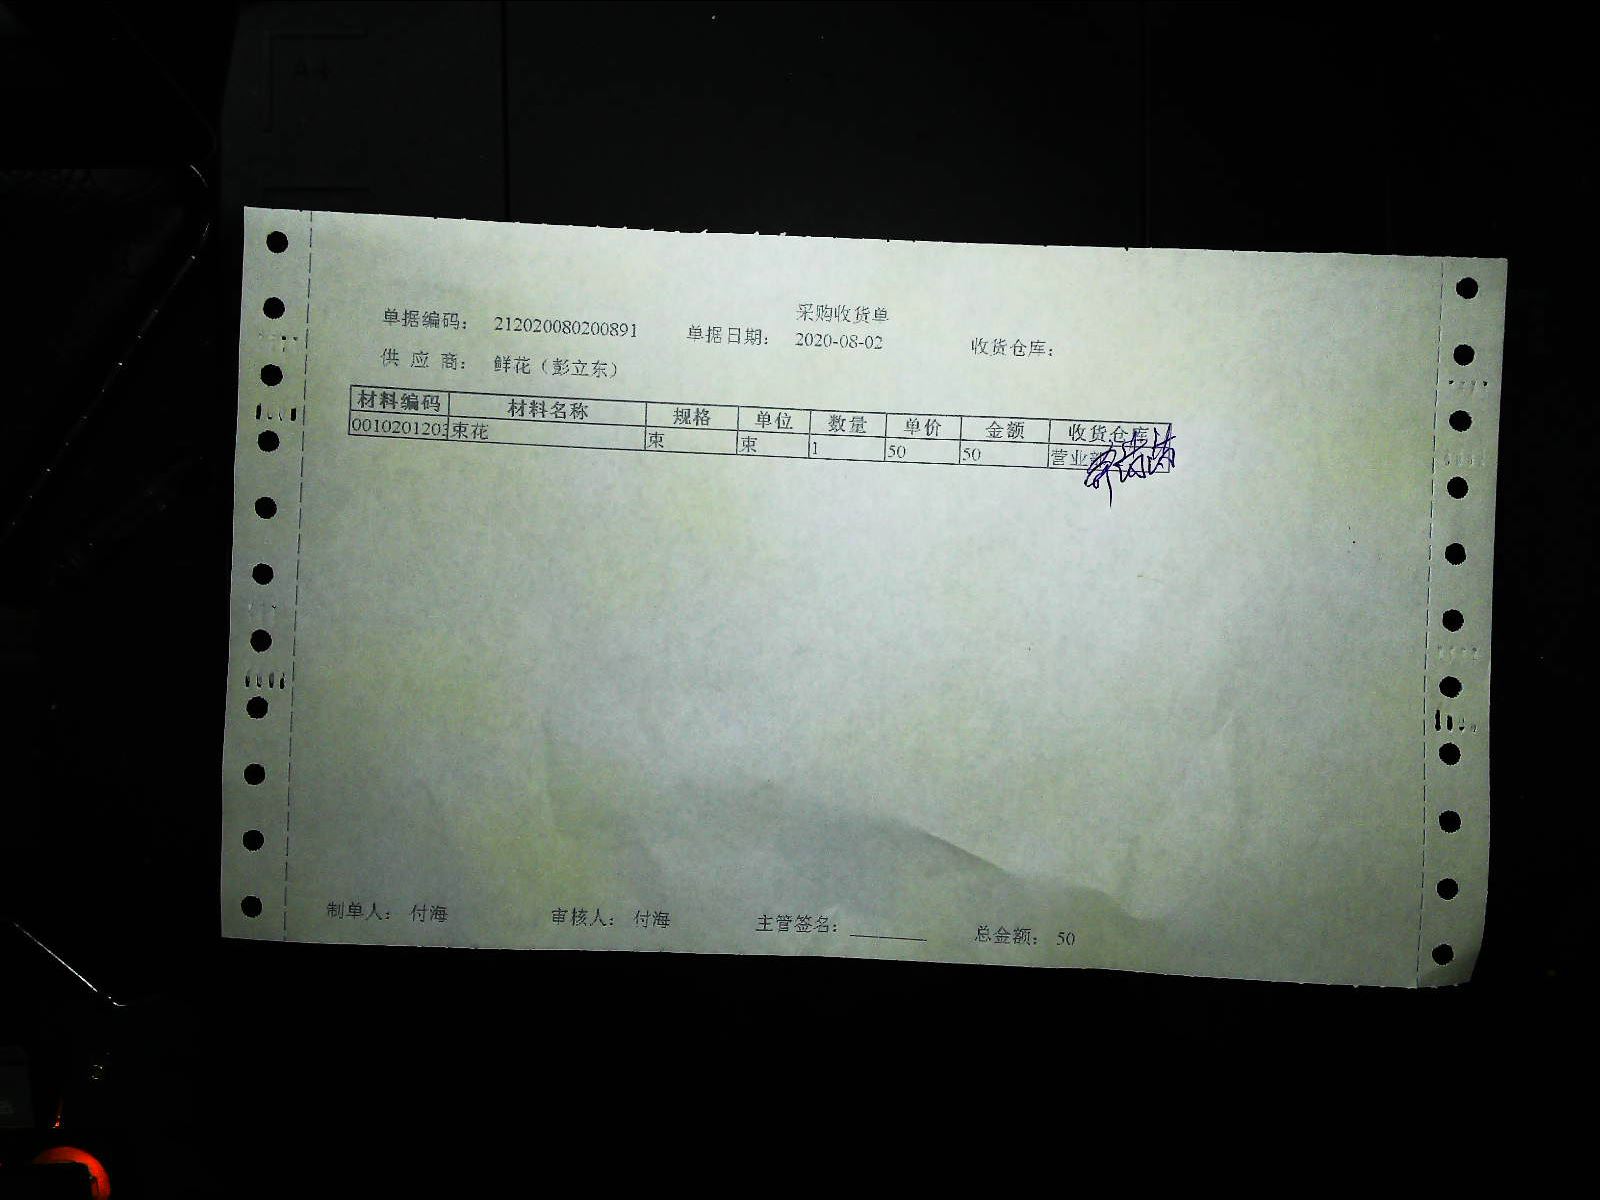 采购收货单
单据编码： 212020080200891 单据日期： 2020-08-02 收货仓库：
供 应 商： 鲜花（彭立东）
材料编码 材料名称 规格 单位 数量 单价 金额 收货仓库
0010201203 束花 束 束 1 50 50 营业
制单人： 付海 审核人： 付海 主管签名： 总金额： 50